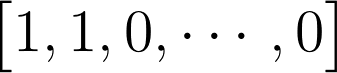 [1, 1, 0, · · · , 0]